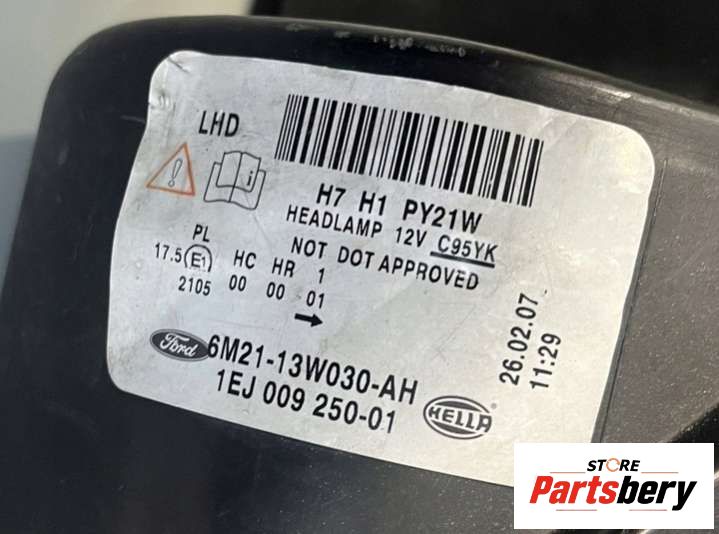 LHD
H7 H1 PY21W
HEADLAMP 12V C95YK
NOT DOT APPROVED
PL
17.5 E1 HC HR 1
2105 00 00 01
Ford 6M21-13W030-AH
1EJ 009 250-01 HELLA
26.02.07
11:29
STORE
Partsbery